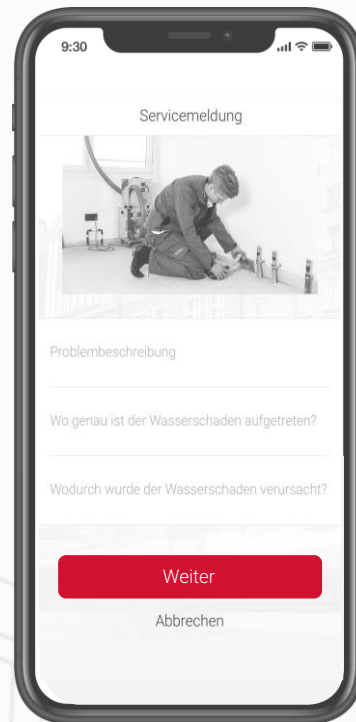 9:30
Servicemeldung
Problembeschreibung
Wo genau ist der Wasserschaden aufgetreten?
Wodurch wurde der Wasserschaden verursacht?
Weiter
Abbrechen